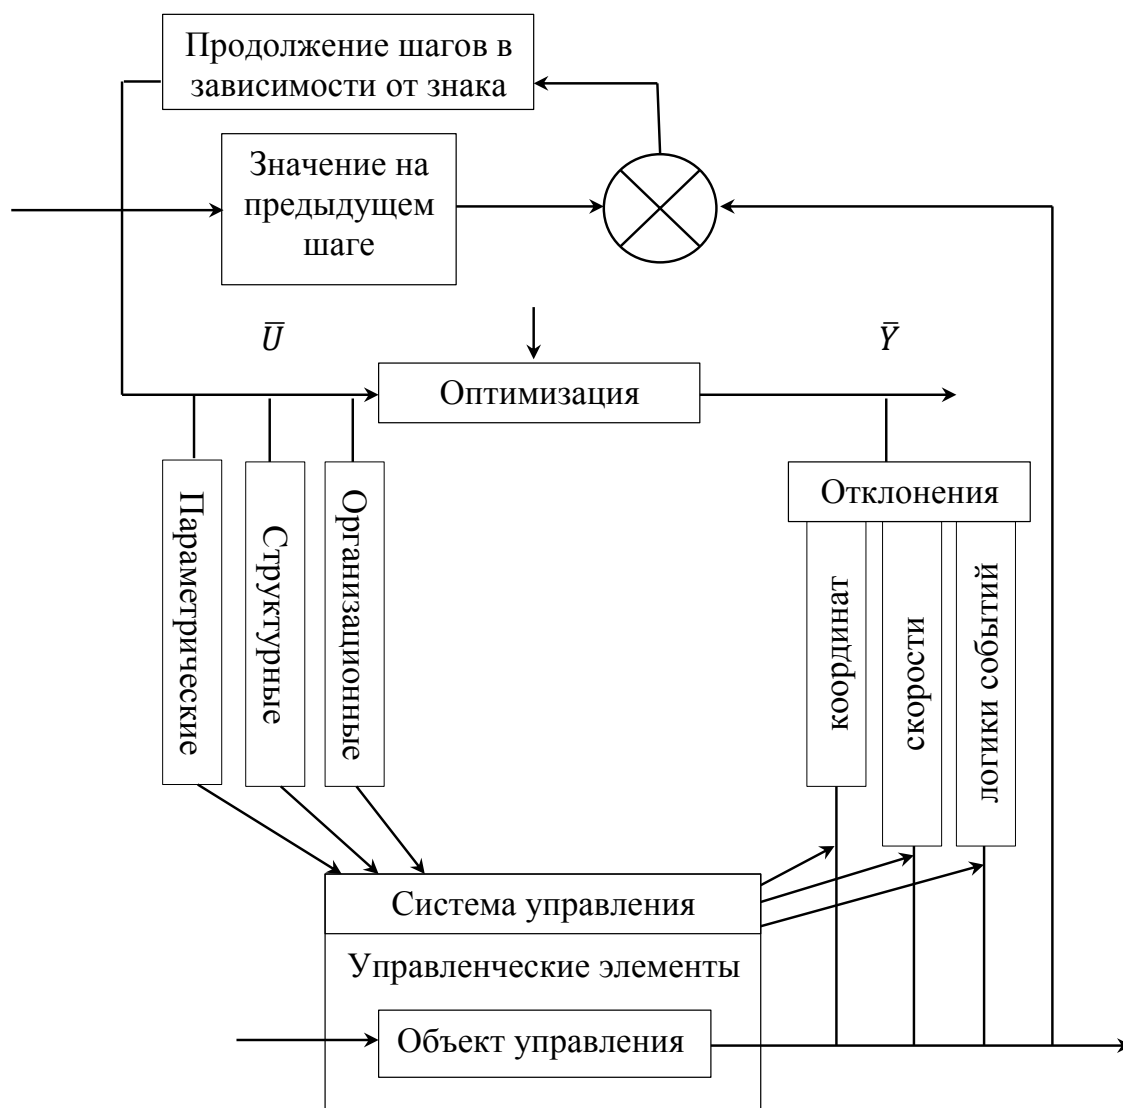 Продолжение шагов в
зависимости от знака
Значение на
предыдущем
шаге
U̅
Y̅
Оптимизация
Отклонения
Параметрические
Структурные
Организационные
координат
скорости
логики событий
Система управления
Управленческие элементы
Объект управления